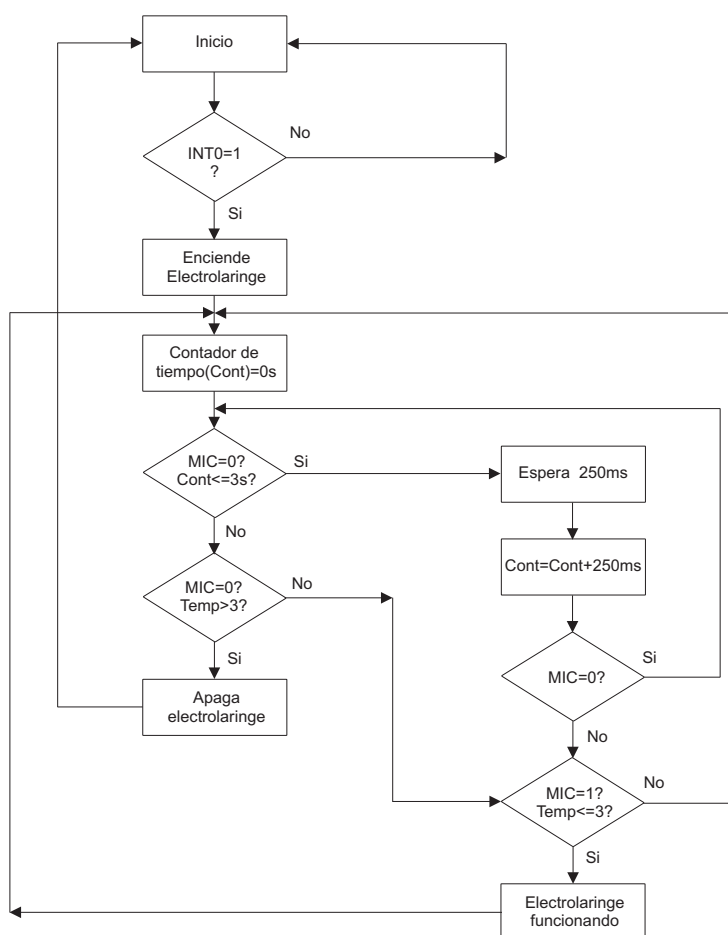 Inicio
No
INT0=1
?
Si
Enciende
Electrolaringe
Contador de
tiempo(Cont)=0s
MIC=0?
Cont<=3s?
Si
Espera 250ms
No
Cont=Cont+250ms
MIC=0?
Temp>3?
No
Si
MIC=0?
Si
Apaga
electrolaringe
No
MIC=1?
Temp<=3?
No
Si
Electrolaringe
funcionando